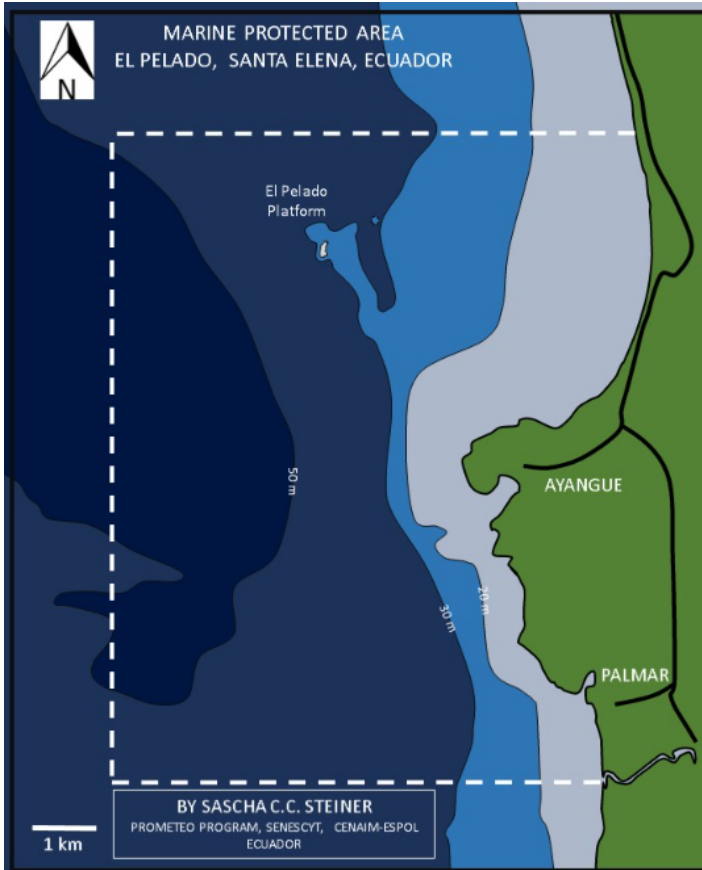 MARINE PROTECTED AREA
EL PELADO, SANTA ELENA, ECUADOR
N
El Pelado
Platform
50 m
AYANGUE
20 m
30 m
PALMAR
BY SASCHA C.C. STEINER
PROMETEO PROGRAM, SENESCYT, CENAIM-ESPOL
ECUADOR
1 km